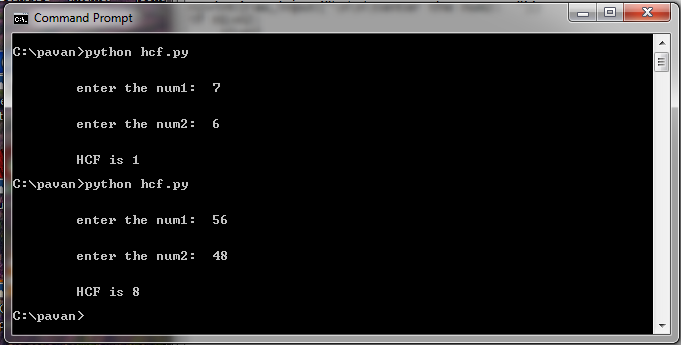 Command Prompt
C:\pavan>python hcf.py
enter the num1: 7
enter the num2: 6
HCF is 1
C:\pavan>python hcf.py
enter the num1: 56
enter the num2: 48
HCF is 8
C:\pavan>